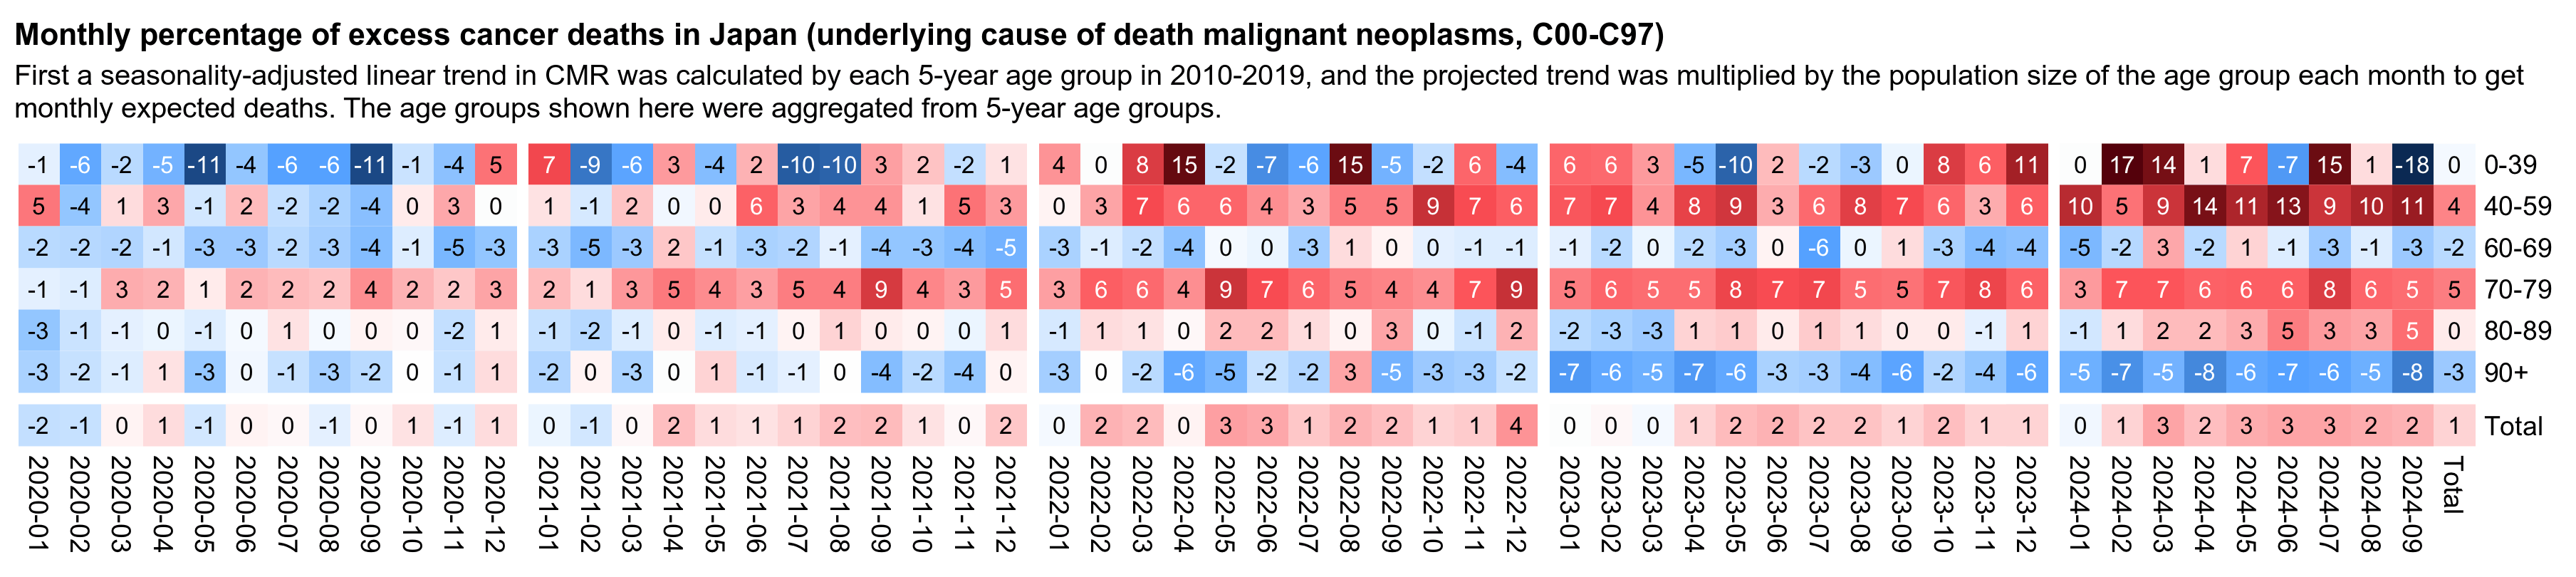 Monthly percentage of excess cancer deaths in Japan (underlying cause of death malignant neoplasms, C00-C97)
First a seasonality-adjusted linear trend in CMR was calculated by each 5-year age group in 2010-2019, and the projected trend was multiplied by the population size of the age group each month to get
monthly expected deaths. The age groups shown here were aggregated from 5-year age groups.
-1 -6 -2 -5 -11 -4 -6 -6 -11 -1 -4 5 7 -9 -6 3 -4 2 -10 -10 3 2 -2 1 4 0 8 15 -2 -7 -6 15 -5 -2 6 -4 6 6 3 -5 -10 2 -2 -3 0 8 6 11 0 17 14 1 7 -7 15 1 -18 0 0-39
5 -4 1 3 -1 2 -2 -2 -4 0 3 0 1 -1 2 0 0 6 3 4 4 1 5 3 0 3 7 6 6 4 3 5 5 9 7 6 7 7 4 8 9 3 6 8 7 6 3 6 10 5 9 14 11 13 9 10 11 4 40-59
-2 -2 -2 -1 -3 -3 -2 -3 -4 -1 -5 -3 -3 -5 -3 2 -1 -3 -2 -1 -4 -3 -4 -5 -3 -1 -2 -4 0 0 -3 1 0 0 -1 -1 -1 -2 0 -2 -3 0 -6 0 1 -3 -4 -4 -5 -2 3 -2 1 -1 -3 -1 -3 -2 60-69
-1 -1 3 2 1 2 2 2 4 2 2 3 2 1 3 5 4 3 5 4 9 4 3 5 3 6 6 4 9 7 6 5 4 4 7 9 5 6 5 5 8 7 7 5 5 7 8 6 3 7 7 6 6 6 8 6 5 5 70-79
-3 -1 -1 0 -1 0 1 0 0 0 -2 1 -1 -2 -1 0 -1 -1 0 1 0 0 0 1 -1 1 1 0 2 2 1 0 3 0 -1 2 -2 -3 -3 1 1 0 1 1 0 0 -1 1 -1 1 2 2 3 5 3 3 5 0 80-89
-3 -2 -1 1 -3 0 -1 -3 -2 0 -1 1 -2 0 -3 0 1 -1 -1 0 -4 -2 -4 0 -3 0 -2 -6 -5 -2 -2 3 -5 -3 -3 -2 -7 -6 -5 -7 -6 -3 -3 -4 -6 -2 -4 -6 -5 -7 -5 -8 -6 -7 -6 -5 -8 -3 90+
-2 -1 0 1 -1 0 0 -1 0 1 -1 1 0 -1 0 2 1 1 1 2 2 1 0 2 0 2 2 0 3 3 1 2 2 1 1 4 0 0 0 1 2 2 2 2 1 2 1 1 0 1 3 2 3 3 3 2 2 1 Total
2020-01 2020-02 2020-03 2020-04 2020-05 2020-06 2020-07 2020-08 2020-09 2020-10 2020-11 2020-12 2021-01 2021-02 2021-03 2021-04 2021-05 2021-06 2021-07 2021-08 2021-09 2021-10 2021-11 2021-12 2022-01 2022-02 2022-03 2022-04 2022-05 2022-06 2022-07 2022-08 2022-09 2022-10 2022-11 2022-12 2023-01 2023-02 2023-03 2023-04 2023-05 2023-06 2023-07 2023-08 2023-09 2023-10 2023-11 2023-12 2024-01 2024-02 2024-03 2024-04 2024-05 2024-06 2024-07 2024-08 2024-09 Total